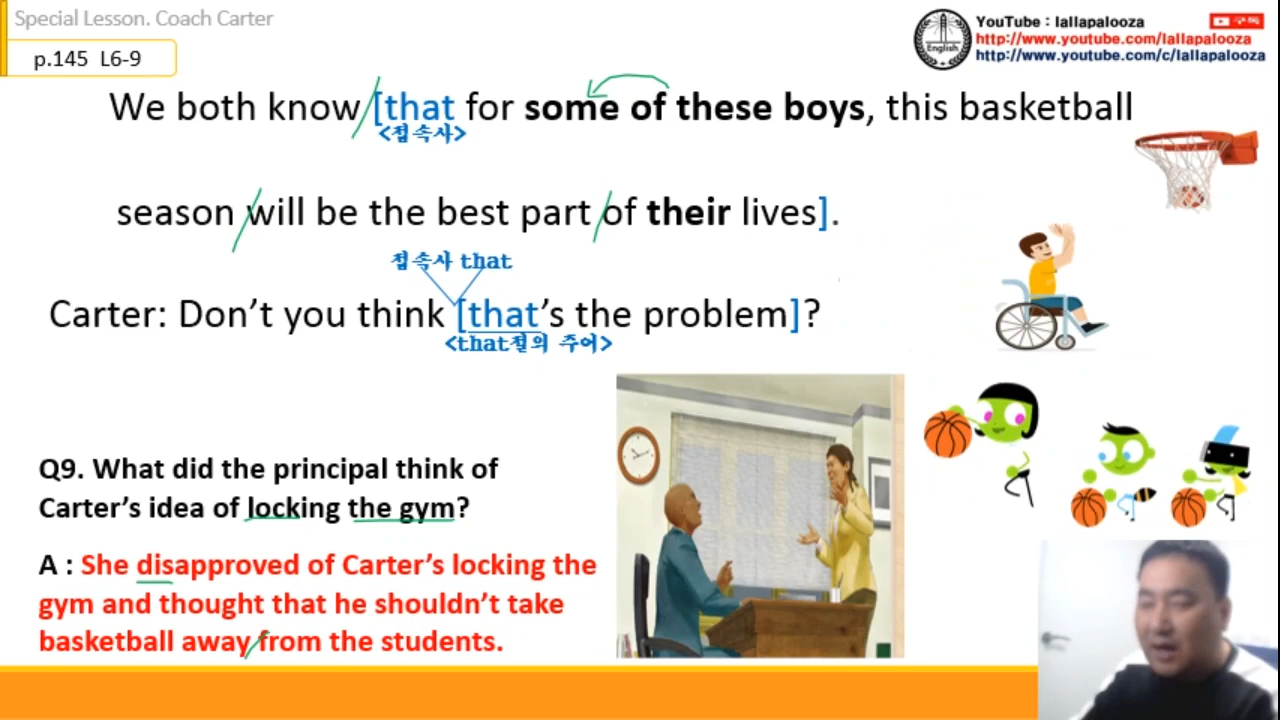 Special Lesson. Coach Carter
YouTube : lallapalooza
구독
p.145 L6-9
http://www.youtube.com/lallapalooza
http://www.youtube.com/c/lallapalooza
English
We both know [that for some of these boys, this basketball
<접속사>
season will be the best part of their lives].
접속사 that
Carter: Don't you think [that's the problem]?
<that절의 주어>
Q9. What did the principal think of
Carter's idea of locking the gym?
A : She disapproved of Carter's locking the
gym and thought that he shouldn't take
basketball away from the students.